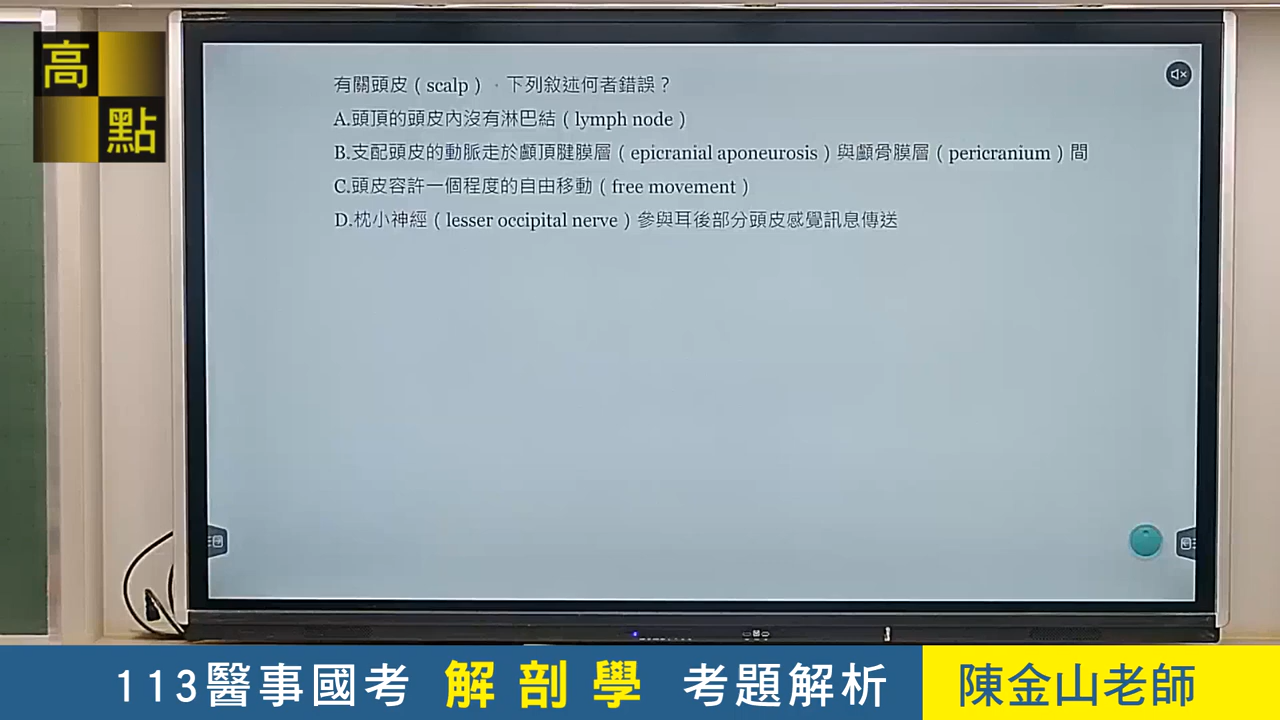 高
點
有關頭皮（scalp），下列敘述何者錯誤？
A.頭頂的頭皮內沒有淋巴結（lymph node）
B.支配頭皮的動脈走於顱頂腱膜層（epicranial aponeurosis）與顱骨膜層（pericranium）間
C.頭皮容許一個程度的自由移動（free movement）
D.枕小神經（lesser occipital nerve）參與耳後部分頭皮感覺訊息傳送
113醫事國考 解剖學 考題解析 陳金山老師